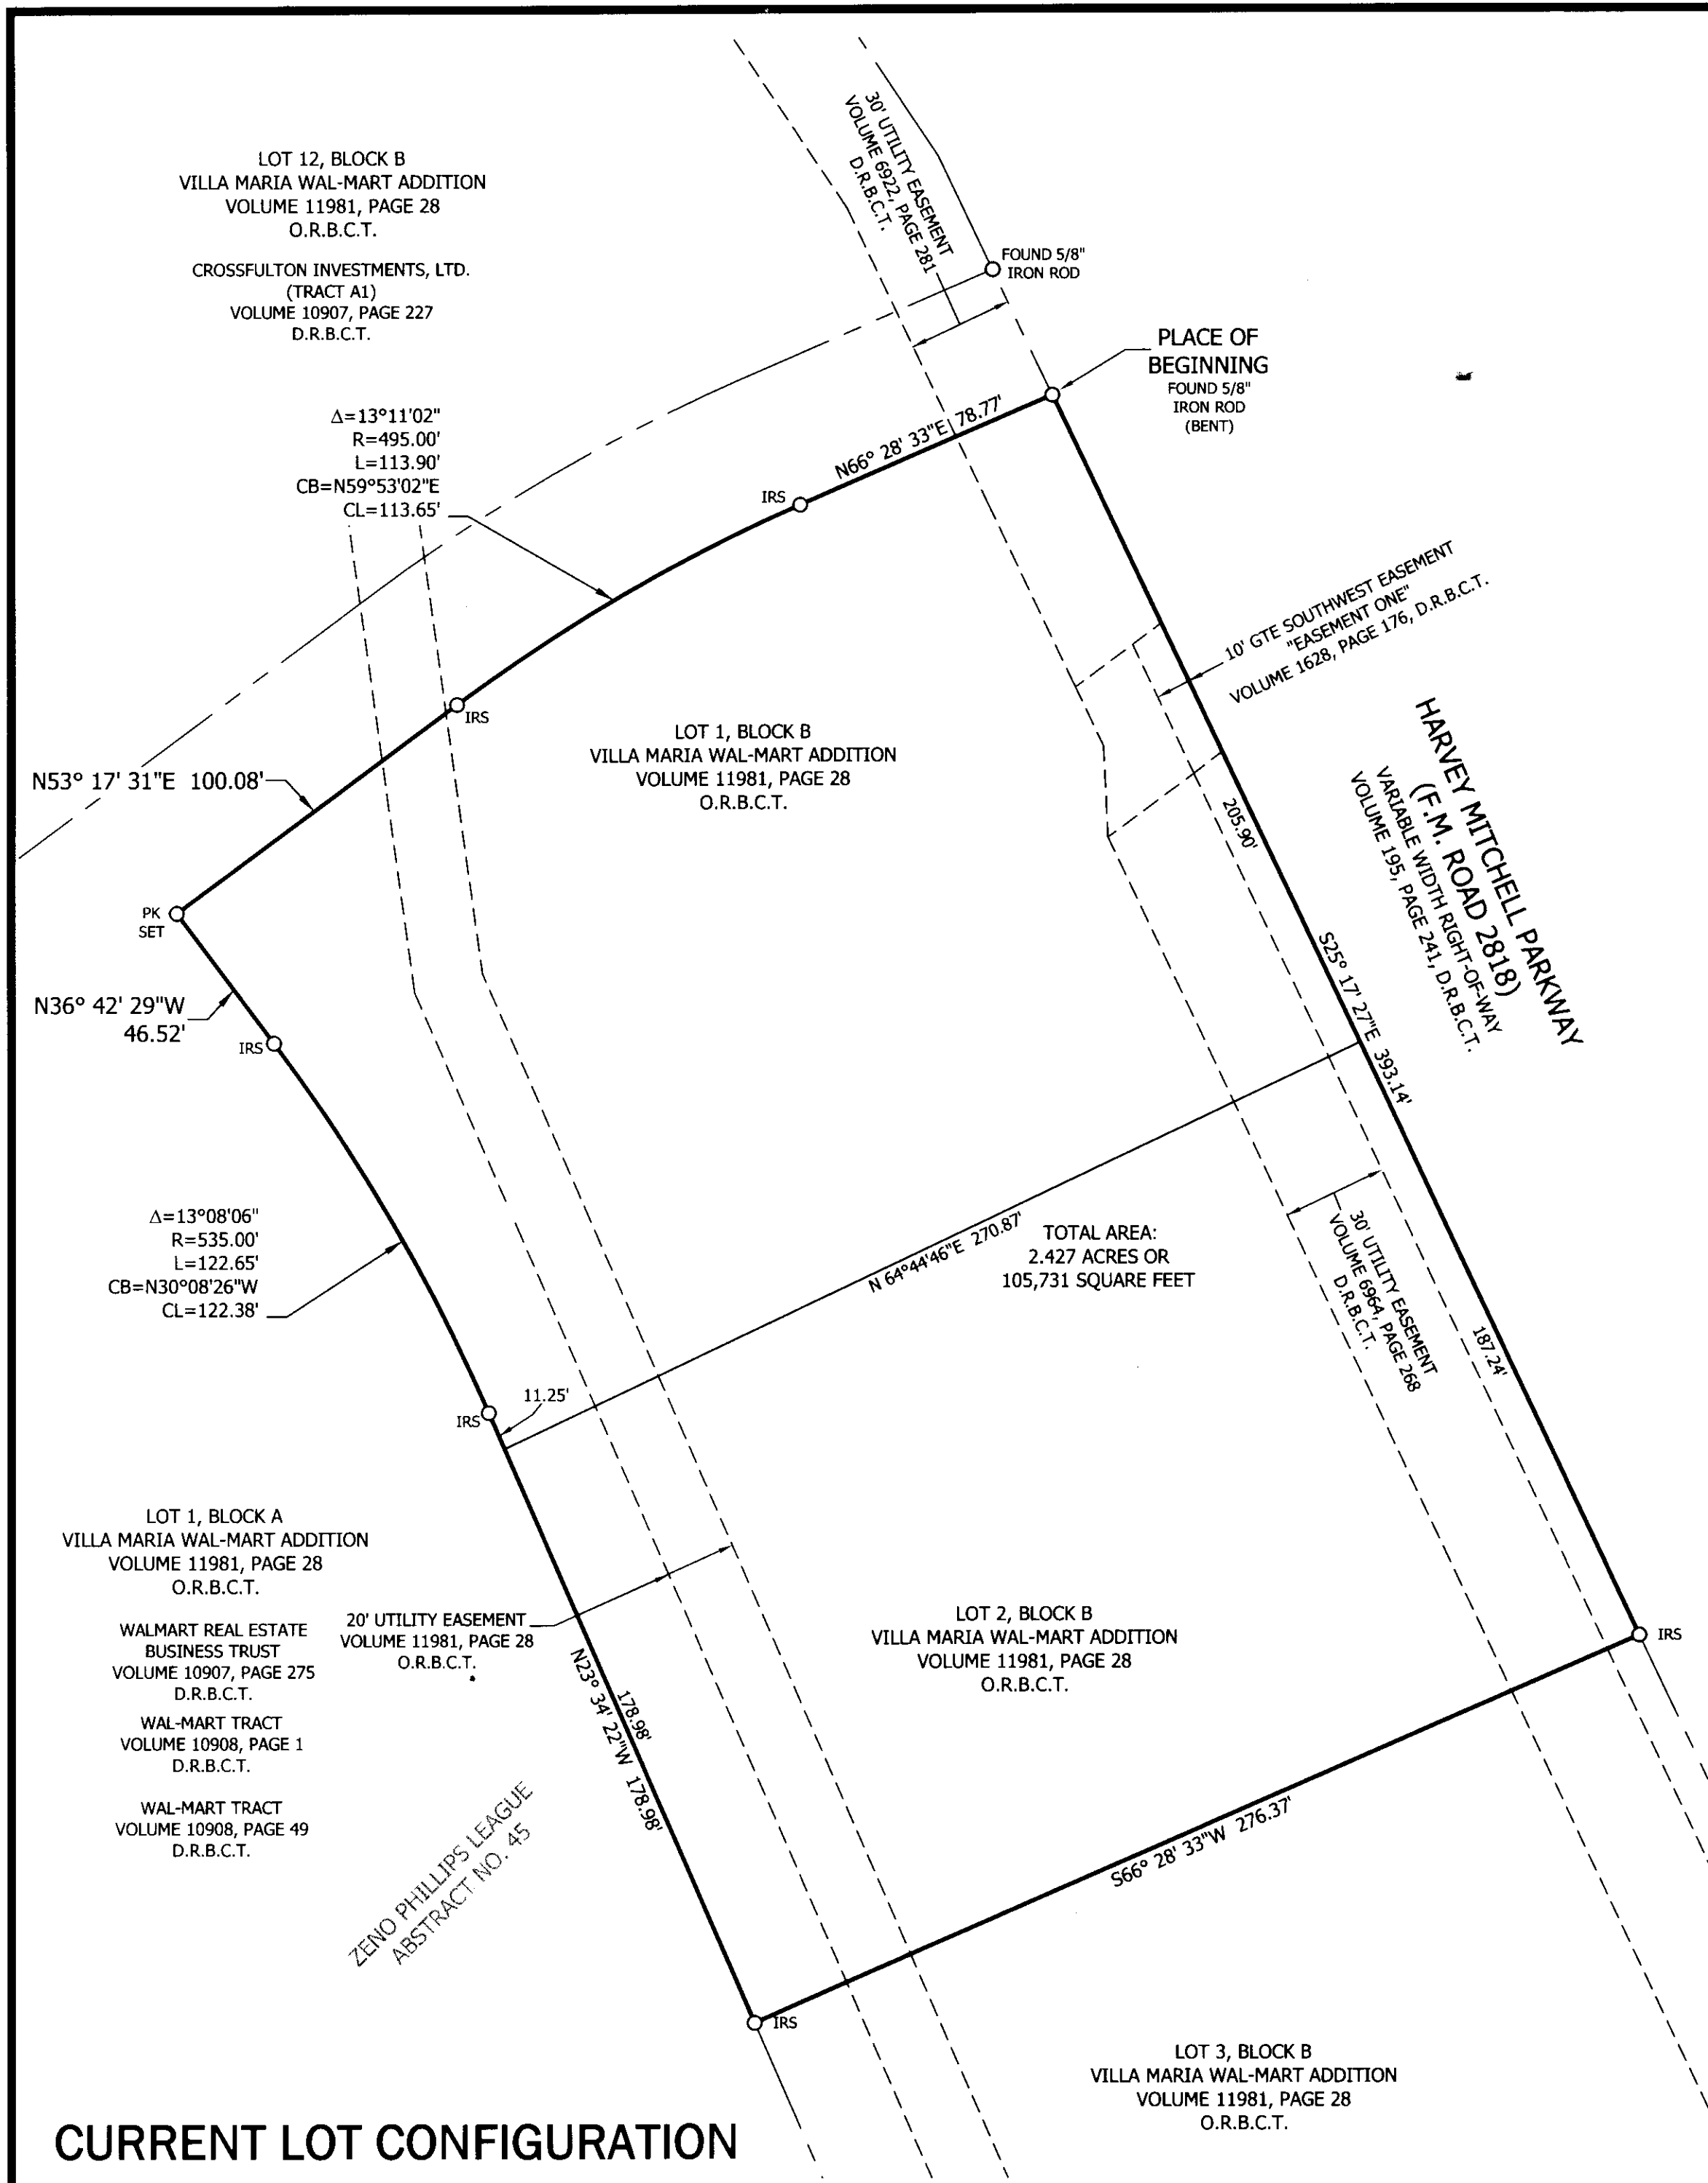 30' UTILITY EASEMENT
VOLUME 6922, PAGE 281
D.R.B.C.T.
LOT 12, BLOCK B
VILLA MARIA WAL-MART ADDITION
VOLUME 11981, PAGE 28
O.R.B.C.T.
CROSSFULTON INVESTMENTS, LTD.
(TRACT A1)
VOLUME 10907, PAGE 227
D.R.B.C.T.
FOUND 5/8"
IRON ROD
PLACE OF
BEGINNING
FOUND 5/8"
IRON ROD
(BENT)
Δ=13°11'02"
R=495.00'
L=113.90'
CB=N59°53'02"E
CL=113.65'
N66° 28' 33"E 78.77'
IRS
10' GTE SOUTHWEST EASEMENT
"EASEMENT ONE"
VOLUME 1628, PAGE 176, D.R.B.C.T.
IRS
LOT 1, BLOCK B
VILLA MARIA WAL-MART ADDITION
VOLUME 11981, PAGE 28
O.R.B.C.T.
N53° 17' 31"E 100.08'
HARVEY MITCHELL PARKWAY
(F.M. ROAD 2818)
VARIABLE WIDTH RIGHT-OF-WAY
VOLUME 195, PAGE 241, D.R.B.C.T.
205.90'
PK
SET
S25° 17' 27"E 393.14'
N36° 42' 29"W
46.52'
IRS
Δ=13°08'06"
R=535.00'
L=122.65'
CB=N30°08'26"W
CL=122.38'
N 64°44'46"E 270.87'
TOTAL AREA:
2.427 ACRES OR
105,731 SQUARE FEET
30' UTILITY EASEMENT
VOLUME 6964, PAGE 268
D.R.B.C.T.
187.24'
11.25'
IRS
LOT 1, BLOCK A
VILLA MARIA WAL-MART ADDITION
VOLUME 11981, PAGE 28
O.R.B.C.T.
WALMART REAL ESTATE
BUSINESS TRUST
VOLUME 10907, PAGE 275
D.R.B.C.T.
WAL-MART TRACT
VOLUME 10908, PAGE 1
D.R.B.C.T.
WAL-MART TRACT
VOLUME 10908, PAGE 49
D.R.B.C.T.
20' UTILITY EASEMENT
VOLUME 11981, PAGE 28
O.R.B.C.T.
LOT 2, BLOCK B
VILLA MARIA WAL-MART ADDITION
VOLUME 11981, PAGE 28
O.R.B.C.T.
IRS
178.98'
N23° 34' 22"W 178.98'
ZENO PHILLIPS LEAGUE
ABSTRACT NO. 45
S66° 28' 33"W 276.37'
IRS
LOT 3, BLOCK B
VILLA MARIA WAL-MART ADDITION
VOLUME 11981, PAGE 28
O.R.B.C.T.
CURRENT LOT CONFIGURATION